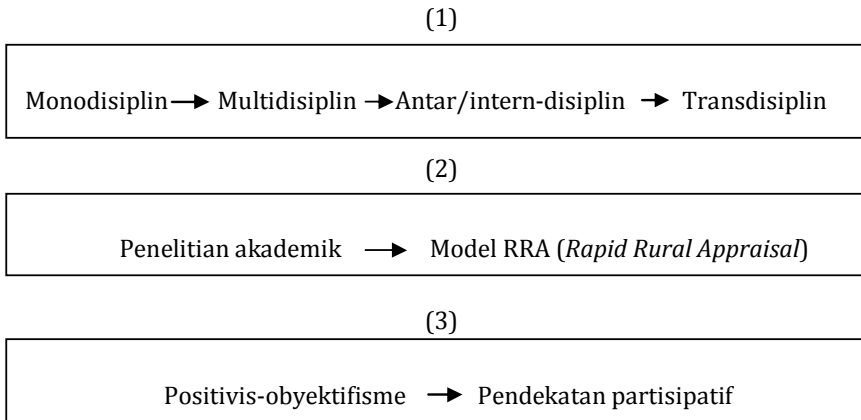 (1)
Monodisiplin → Multidisiplin → Antar/intern-disiplin → Transdisiplin
(2)
Penelitian akademik → Model RRA (Rapid Rural Appraisal)
(3)
Positivis-obyektifisme → Pendekatan partisipatif